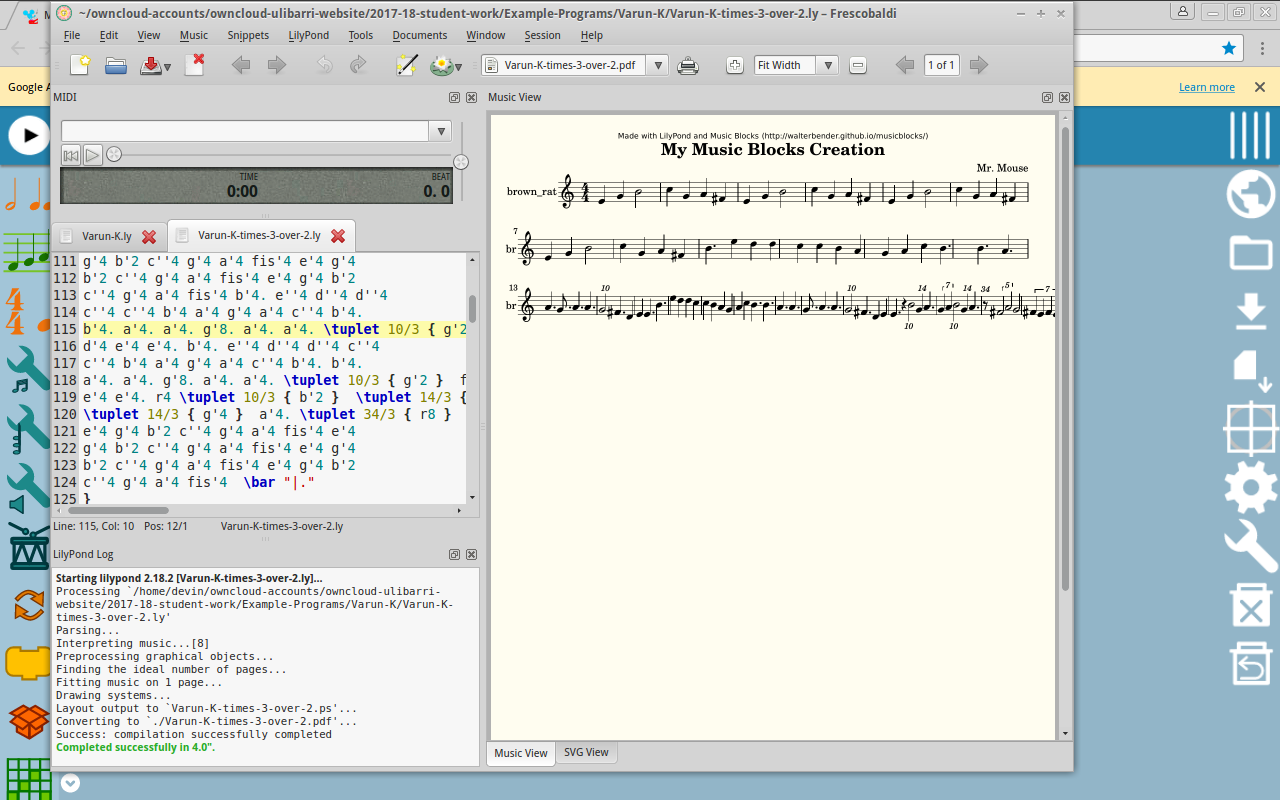 ~/owncloud-accounts/owncloud-ulibarri-website/2017-18-student-work/Example-Programs/Varun-K/Varun-K-times-3-over-2.ly – Frescobaldi
File Edit View Music Snippets LilyPond Tools Documents Window Session Help
Varun-K-times-3-over-2.pdf Fit Width 1 of 1
Google A
Learn more
MIDI
TIME BEAT
0:00 0. 0
Varun-K.ly Varun-K-times-3-over-2.ly
111 g'4 b'2 c''4 g'4 a'4 fis'4 e'4 g'4
112 b'2 c''4 g'4 a'4 fis'4 e'4 g'4 b'2
113 c''4 g'4 a'4 fis'4 b'4. e''4 d''4 d''4
114 c''4 c''4 b'4 a'4 g'4 a'4 c''4 b'4.
115 b'4. a'4. a'4. g'8. a'4. a'4. \tuplet 10/3 { g'2
116 d'4 e'4 e'4. b'4. e''4 d''4 d''4 c''4
117 c''4 b'4 a'4 g'4 a'4 c''4 b'4. b'4.
118 a'4. a'4. g'8. a'4. a'4. \tuplet 10/3 { g'2 } f
119 e'4 e'4. r4 \tuplet 10/3 { b'2 } \tuplet 14/3 {
120 \tuplet 14/3 { g'4 } a'4. \tuplet 34/3 { r8 }
121 e'4 g'4 b'2 c''4 g'4 a'4 fis'4 e'4
122 g'4 b'2 c''4 g'4 a'4 fis'4 e'4 g'4
123 b'2 c''4 g'4 a'4 fis'4 e'4 g'4 b'2
124 c''4 g'4 a'4 fis'4 \bar "|."
125 }
Line: 115, Col: 10 Pos: 12/1 Varun-K-times-3-over-2.ly
LilyPond Log
Starting lilypond 2.18.2 [Varun-K-times-3-over-2.ly]...
Processing `/home/devin/owncloud-accounts/owncloud-ulibarri-
website/2017-18-student-work/Example-Programs/Varun-K/Varun-K-
times-3-over-2.ly'
Parsing...
Interpreting music...[8]
Preprocessing graphical objects...
Finding the ideal number of pages...
Fitting music on 1 page...
Drawing systems...
Layout output to `Varun-K-times-3-over-2.ps'...
Converting to `./Varun-K-times-3-over-2.pdf'...
Success: compilation successfully completed
Completed successfully in 4.0".
Music View
Made with LilyPond and Music Blocks (http://walterbender.github.io/musicblocks/)
My Music Blocks Creation
Mr. Mouse
brown_rat
7
br
13 10 10 14 7 14 34 5 7
br
10 10
Music View SVG View
4
4